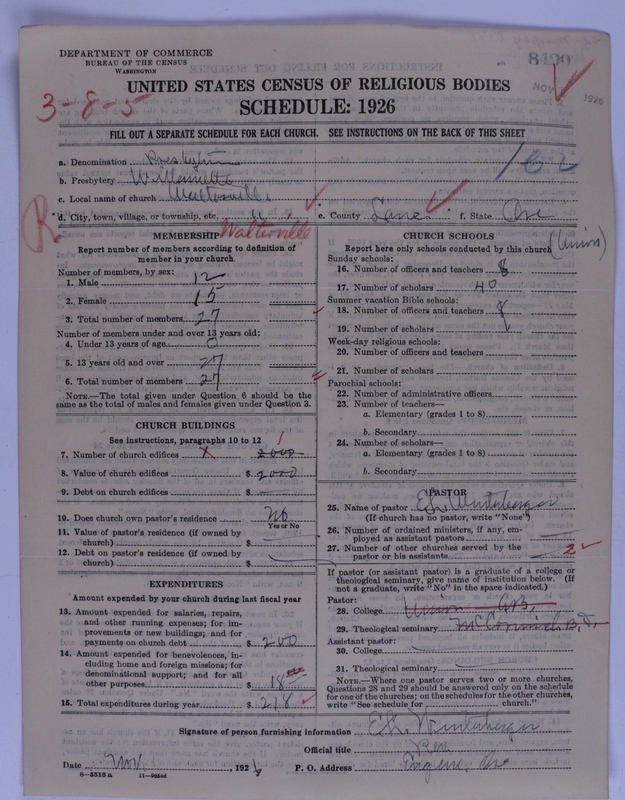 DEPARTMENT OF COMMERCE
BUREAU OF THE CENSUS
WASHINGTON
8490
NOV 1926
UNITED STATES CENSUS OF RELIGIOUS BODIES
SCHEDULE: 1926
3-8-5
FILL OUT A SEPARATE SCHEDULE FOR EACH CHURCH. SEE INSTRUCTIONS ON THE BACK OF THIS SHEET
a. Denomination
b. Presbytery Willamette
c. Local name of church Walterville
d. City, town, village, or township, etc. " e. County Lane f. State Ore
R
Walterville
MEMBERSHIP
Report number of members according to definition of
member in your church
Number of members, by sex:
1. Male 12
2. Female 15
3. Total number of members 27
Number of members under and over 13 years old:
4. Under 13 years of age 0
5. 13 years old and over 27
6. Total number of members 27
NOTE.—The total given under Question 6 should be the
same as the total of males and females given under Question 3.
CHURCH BUILDINGS
See instructions, paragraphs 10 to 12
7. Number of church edifices 2000
8. Value of church edifices $ 2000
9. Debt on church edifices $
10. Does church own pastor's residence No
Yes or No
11. Value of pastor's residence (if owned by
church) $
12. Debt on pastor's residence (if owned by
church) $
EXPENDITURES
Amount expended by your church during last fiscal year
13. Amount expended for salaries, repairs,
and other running expenses; for im-
provements or new buildings; and for
payments on church debt $ 200
14. Amount expended for benevolences, in-
cluding home and foreign missions; for
denominational support; and for all
other purposes $ 18
15. Total expenditures during year $ 218
CHURCH SCHOOLS
Report here only schools conducted by this church (Union)
Sunday schools:
16. Number of officers and teachers 8
17. Number of scholars 40
Summer vacation Bible schools:
18. Number of officers and teachers
19. Number of scholars
Week-day religious schools:
20. Number of officers and teachers
21. Number of scholars
Parochial schools:
22. Number of administrative officers
23. Number of teachers—
a. Elementary (grades 1 to 8)
b. Secondary
24. Number of scholars—
a. Elementary (grades 1 to 8)
b. Secondary
PASTOR
25. Name of pastor
(If church has no pastor, write "None")
26. Number of ordained ministers, if any, em-
ployed as assistant pastors
27. Number of other churches served by the
pastor or his assistants 2
If pastor (or assistant pastor) is a graduate of a college or
theological seminary, give name of institution below. (If
not a graduate, write "No" in the space indicated.)
Pastor:
28. College A.B.
29. Theological seminary McCormick B.D.
Assistant pastor:
30. College
31. Theological seminary
NOTE.—Where one pastor serves two or more churches,
Questions 28 and 29 should be answered only on the schedule
for one of the churches; on the schedules for the other churches,
write "See schedule for church."
Signature of person furnishing information
Official title
Date Nov. 192
P. O. Address Eugene, Ore
8-5516a 11-9284d